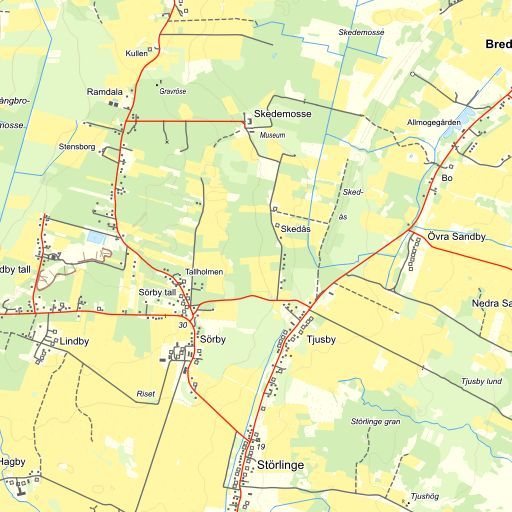 Skedemosse
Kullen
Bred
Ramdala
Gravröse
ångbro-
mosse.
Skedemosse
Museum
Allmogegården
Stensborg
Bo
Sked-
ås
Skedås
Övra Sandby
dby tall
Tallholmen
Sörby tall
Nedra Sa
30
Lindby
Sörby
Tjusby
Riset
Tjusby lund
Störlinge gran
19
Hagby
Störlinge
Tjushög